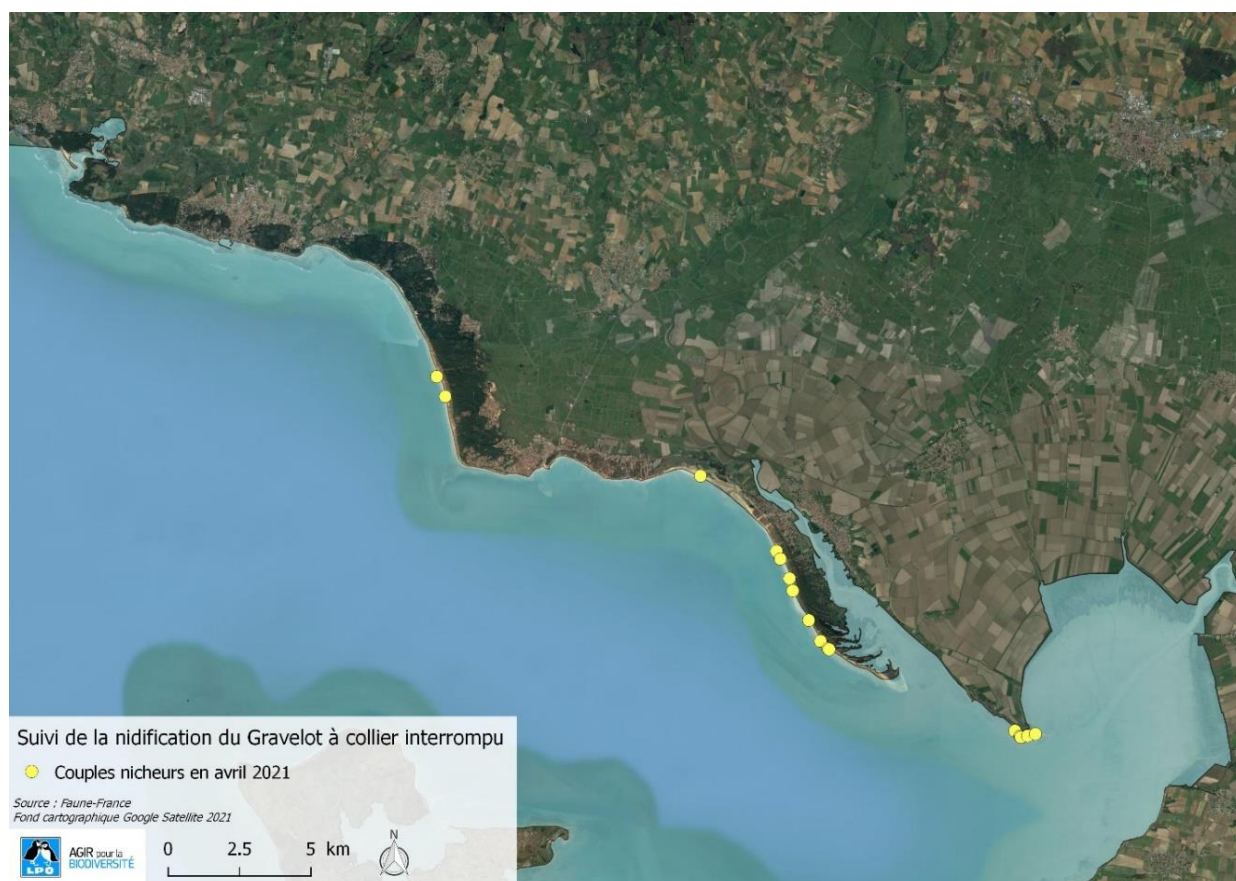 Suivi de la nidification du Gravelot à collier interrompu
Couples nicheurs en avril 2021
Source : Faune-France
Fond cartographique Google Satellite 2021
LPO
AGIR pour la
BIODIVERSITÉ
0 2.5 5 km
N